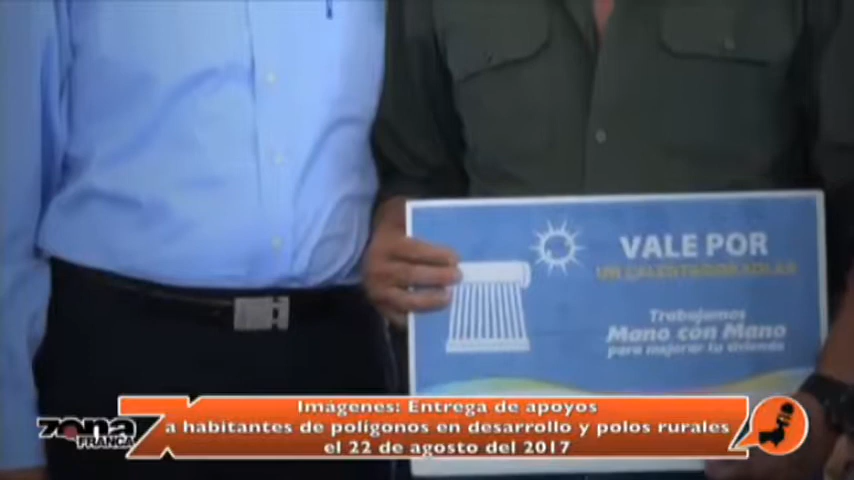 VALE POR
UN CALENTADOR SOLAR
Trabajamos
Mano con Mano
para mejorar tu vivienda
Imágenes: Entrega de apoyos
a habitantes de polígonos en desarrollo y polos rurales
el 22 de agosto del 2017
zona
FRANCA